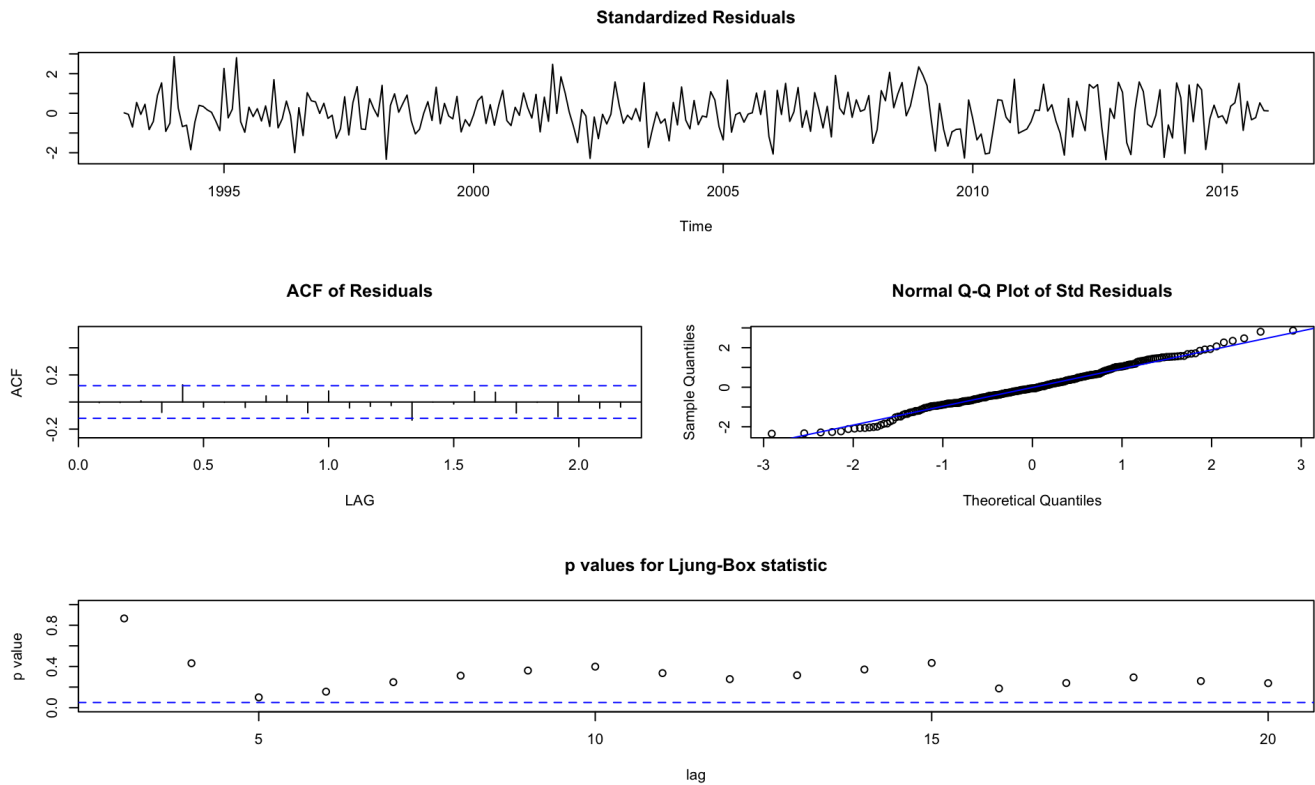 Standardized Residuals
2
0
-2
1995 2000 2005 2010 2015
Time
ACF of Residuals
ACF
0.2
-0.2
0.0 0.5 1.0 1.5 2.0
LAG
Normal Q-Q Plot of Std Residuals
Sample Quantiles
2
0
-2
-3 -2 -1 0 1 2 3
Theoretical Quantiles
p values for Ljung-Box statistic
p value
0.8
0.4
0.0
5 10 15 20
lag